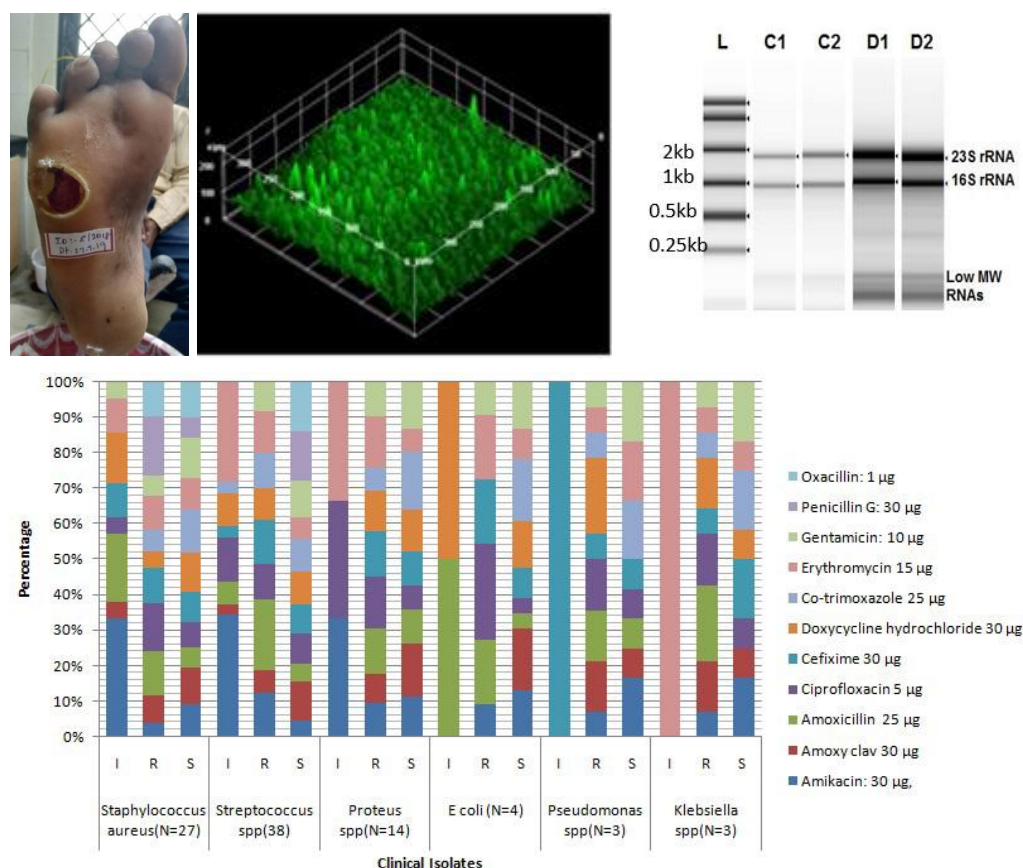 L C1 C2 D1 D2
2kb
1kb
0.5kb
0.25kb
23S rRNA
16S rRNA
Low MW
RNAs
100%
90%
80%
70%
60%
50%
40%
30%
20%
10%
0%
Percentage
I R S I R S I R S I R S I R S I R S
Staphylococcus
aureus(N=27)
Streptococcus
spp(38)
Proteus
spp(N=14)
E coli (N=4)
Pseudomonas
spp(N=3)
Klebsiella
spp(N=3)
Clinical Isolates
Oxacillin: 1 µg
Penicillin G: 30 µg
Gentamicin: 10 µg
Erythromycin 15 µg
Co-trimoxazole 25 µg
Doxycycline hydrochloride 30 µg
Cefixime 30 µg
Ciprofloxacin 5 µg
Amoxicillin 25 µg
Amoxy clav 30 µg
Amikacin: 30 µg,